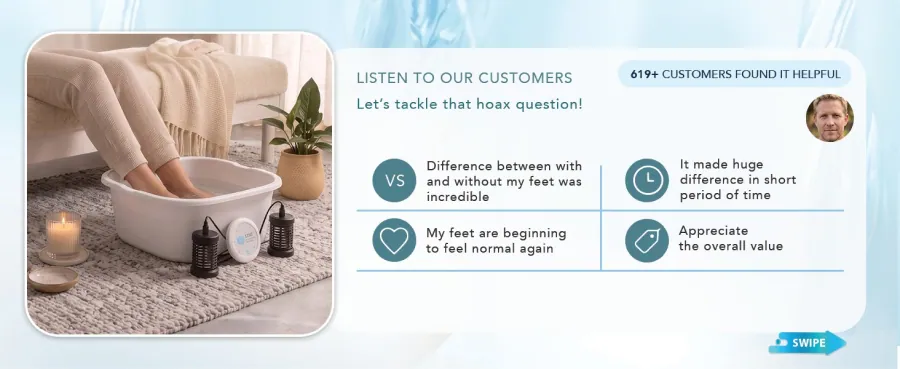 LISTEN TO OUR CUSTOMERS
619+ CUSTOMERS FOUND IT HELPFUL
Let's tackle that hoax question!
VS
Difference between with
and without my feet was
incredible
It made huge
difference in short
period of time
My feet are beginning
to feel normal again
Appreciate
the overall value
SWIPE